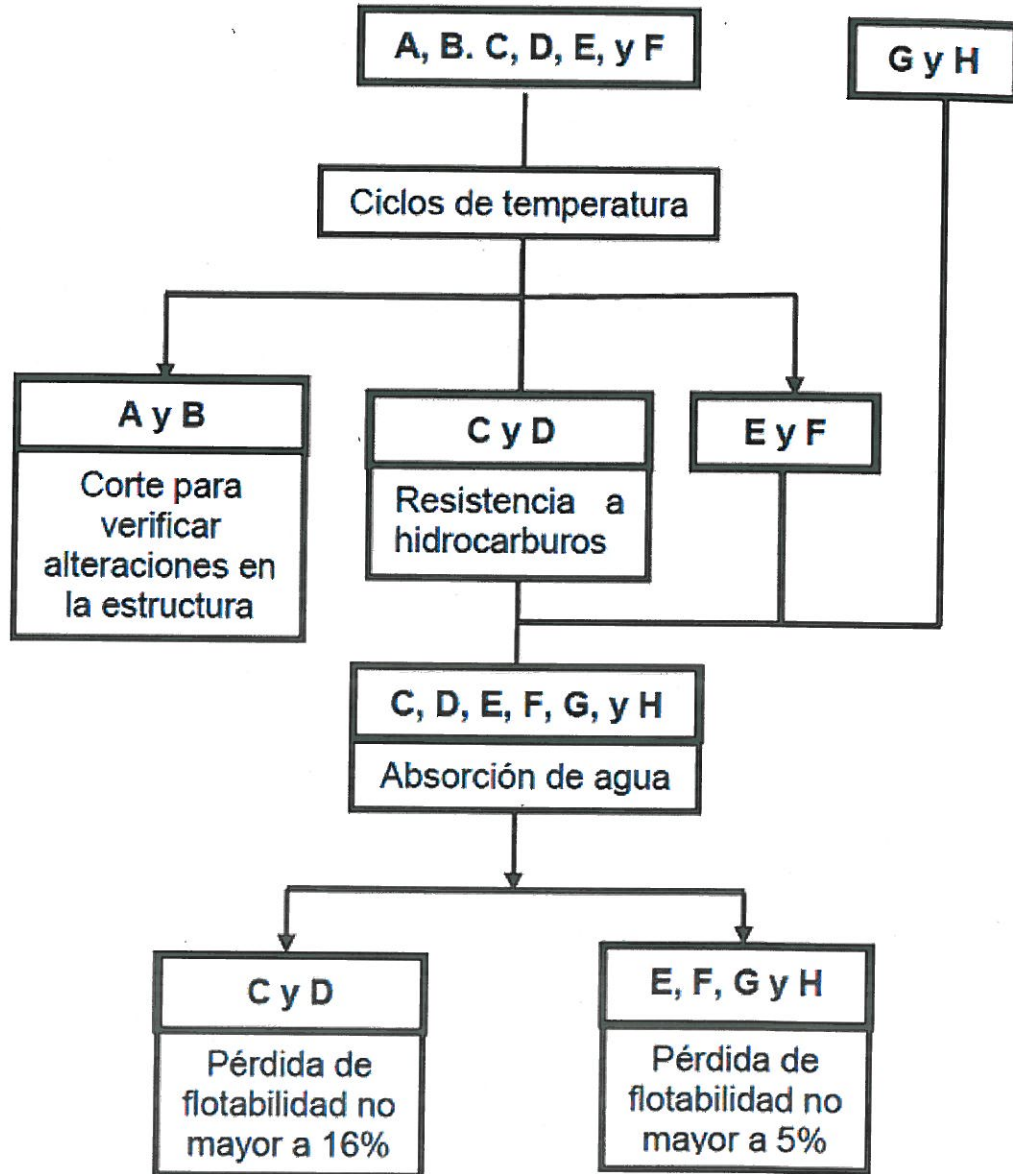 A, B. C, D, E, y F
G y H
Ciclos de temperatura
A y B
Corte para
verificar
alteraciones en
la estructura
C y D
Resistencia a
hidrocarburos
E y F
C, D, E, F, G, y H
Absorción de agua
C y D
Pérdida de
flotabilidad no
mayor a 16%
E, F, G y H
Pérdida de
flotabilidad no
mayor a 5%